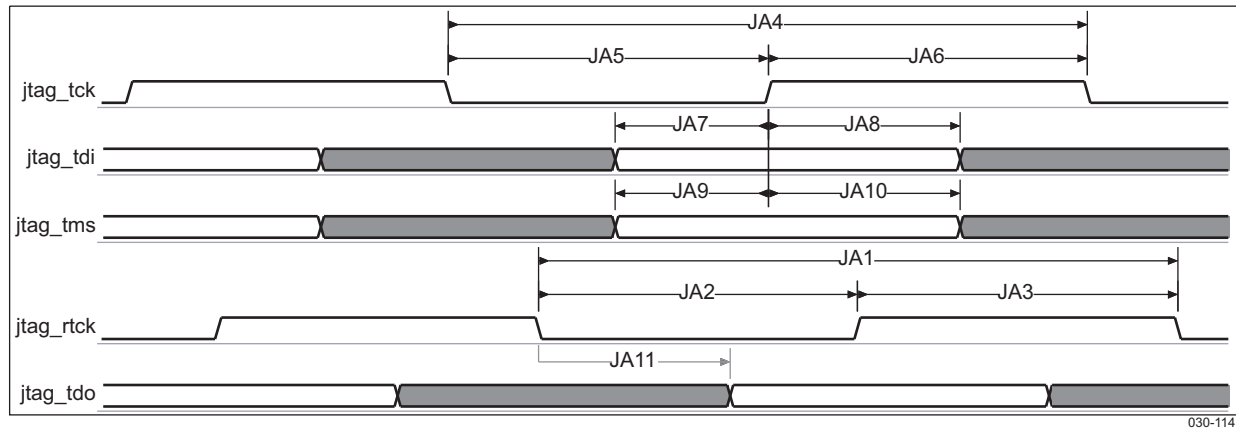 JA4
JA5 JA6
jtag_tck
JA7 JA8
jtag_tdi
JA9 JA10
jtag_tms
JA1
JA2 JA3
jtag_rtck
JA11
jtag_tdo
030-114